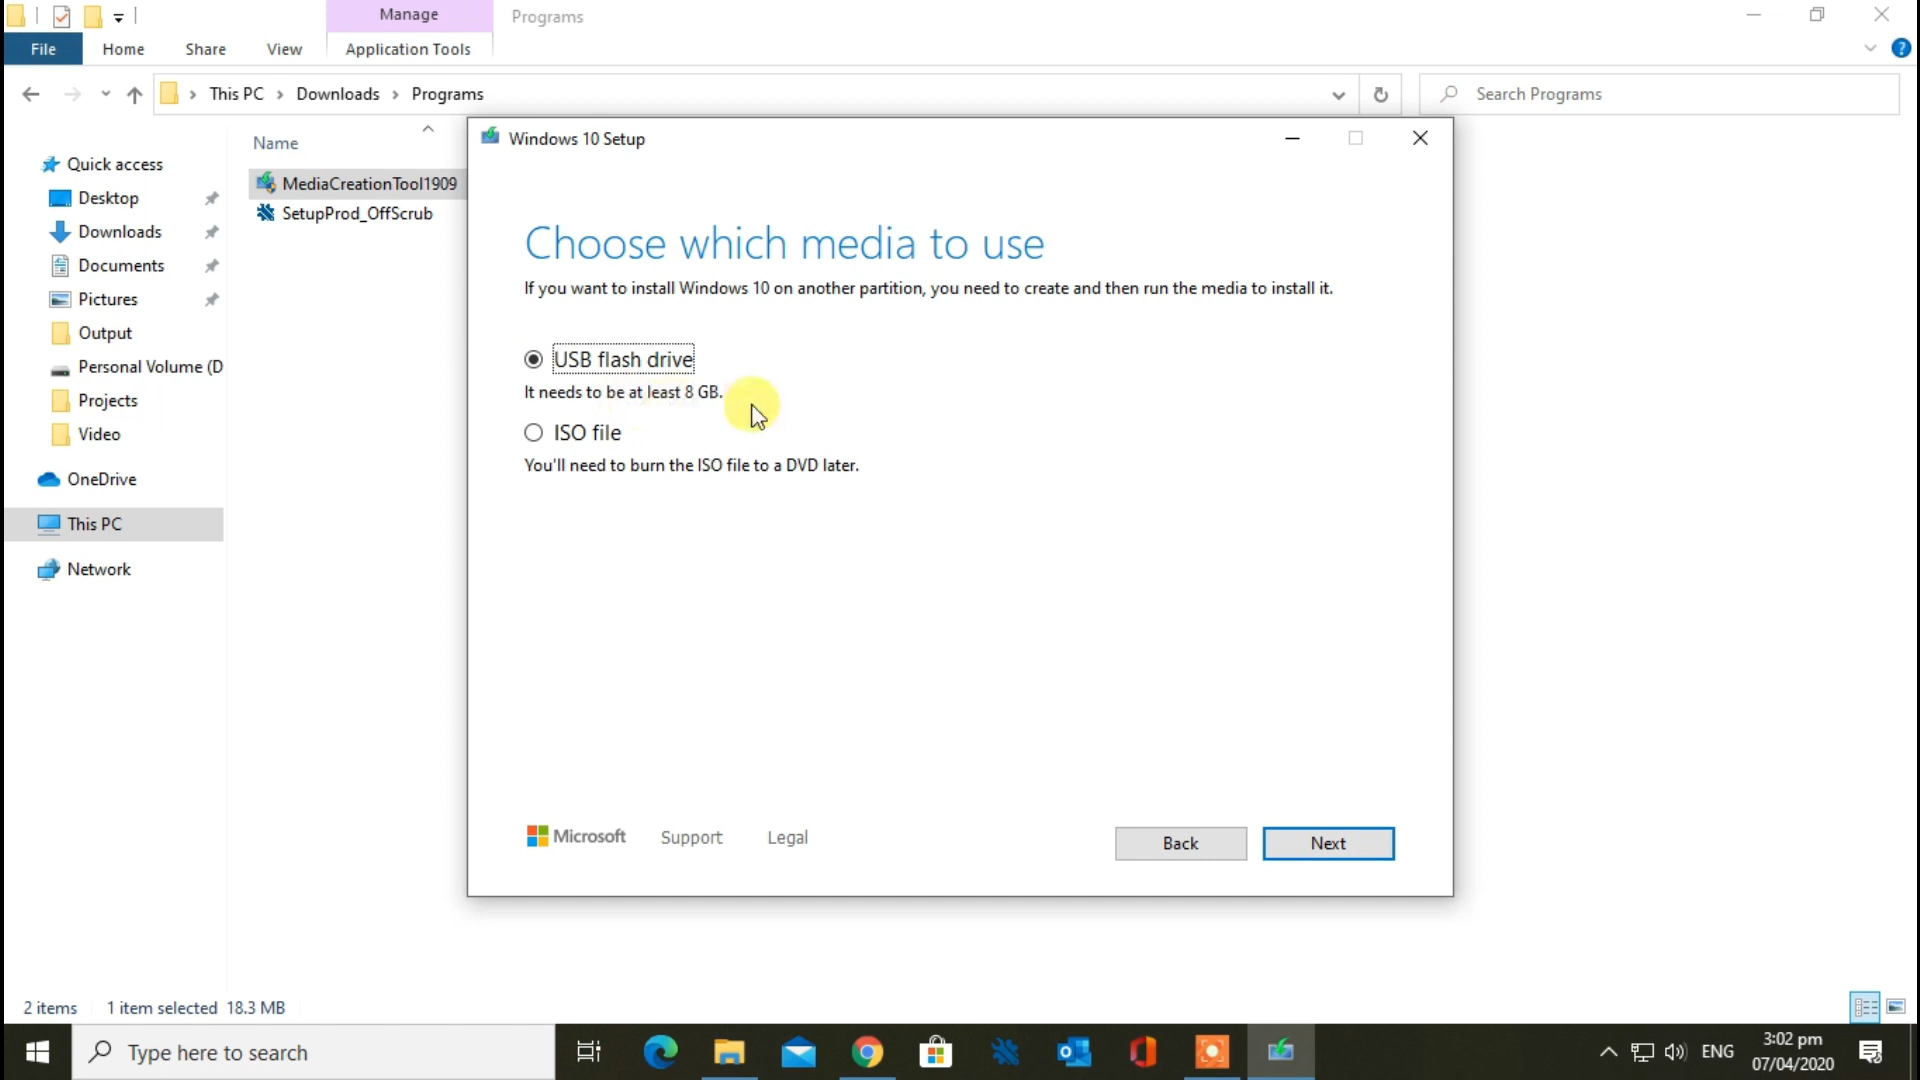 Manage
Programs
File
Home
Share
View
Application Tools
This PC
Downloads
Programs
Search Programs
Name
Quick access
Desktop
Downloads
Documents
Pictures
Output
Personal Volume (D
Projects
Video
OneDrive
This PC
Network
MediaCreationTool1909
SetupProd_OffScrub
Windows 10 Setup
Choose which media to use
If you want to install Windows 10 on another partition, you need to create and then run the media to install it.
USB flash drive
It needs to be at least 8 GB.
ISO file
You'll need to burn the ISO file to a DVD later.
Microsoft
Support
Legal
Back
Next
2 items
1 item selected 18.3 MB
Type here to search
ENG
3:02 pm
07/04/2020